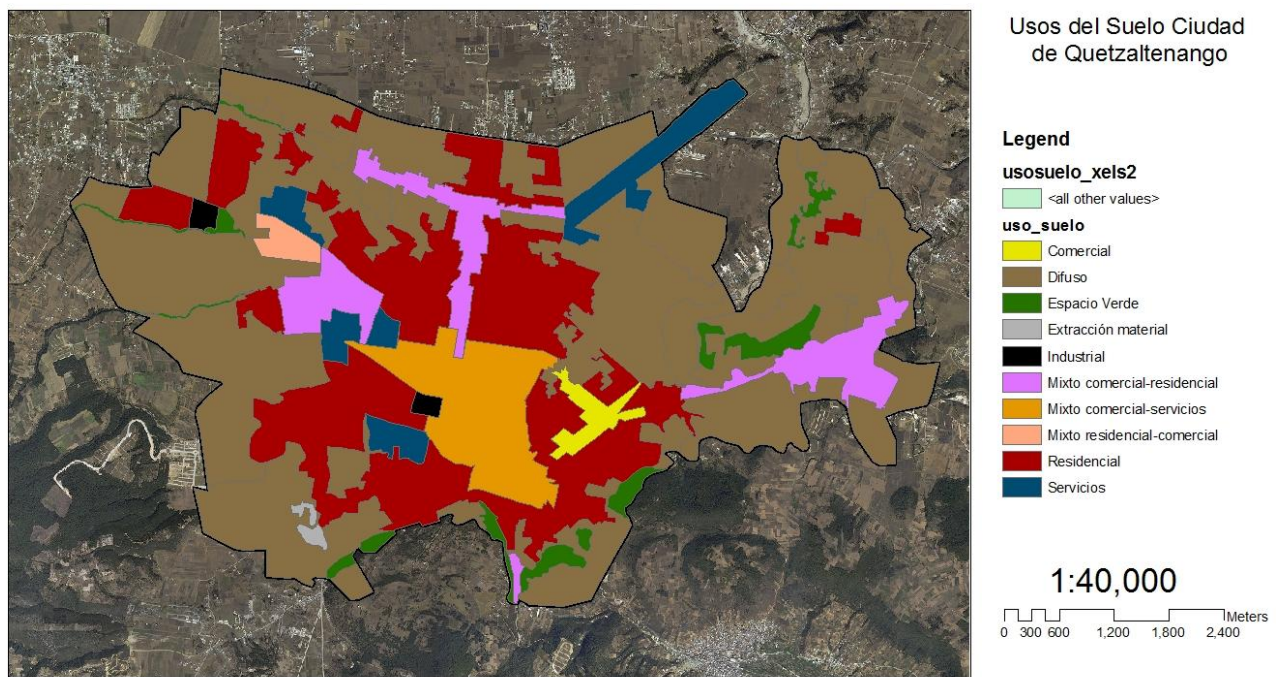 Usos del Suelo Ciudad
de Quetzaltenango
Legend
usosuelo_xels2
<all other values>
uso_suelo
Comercial
Difuso
Espacio Verde
Extracción material
Industrial
Mixto comercial-residencial
Mixto comercial-servicios
Mixto residencial-comercial
Residencial
Servicios
1:40,000
Meters
0 300 600 1,200 1,800 2,400